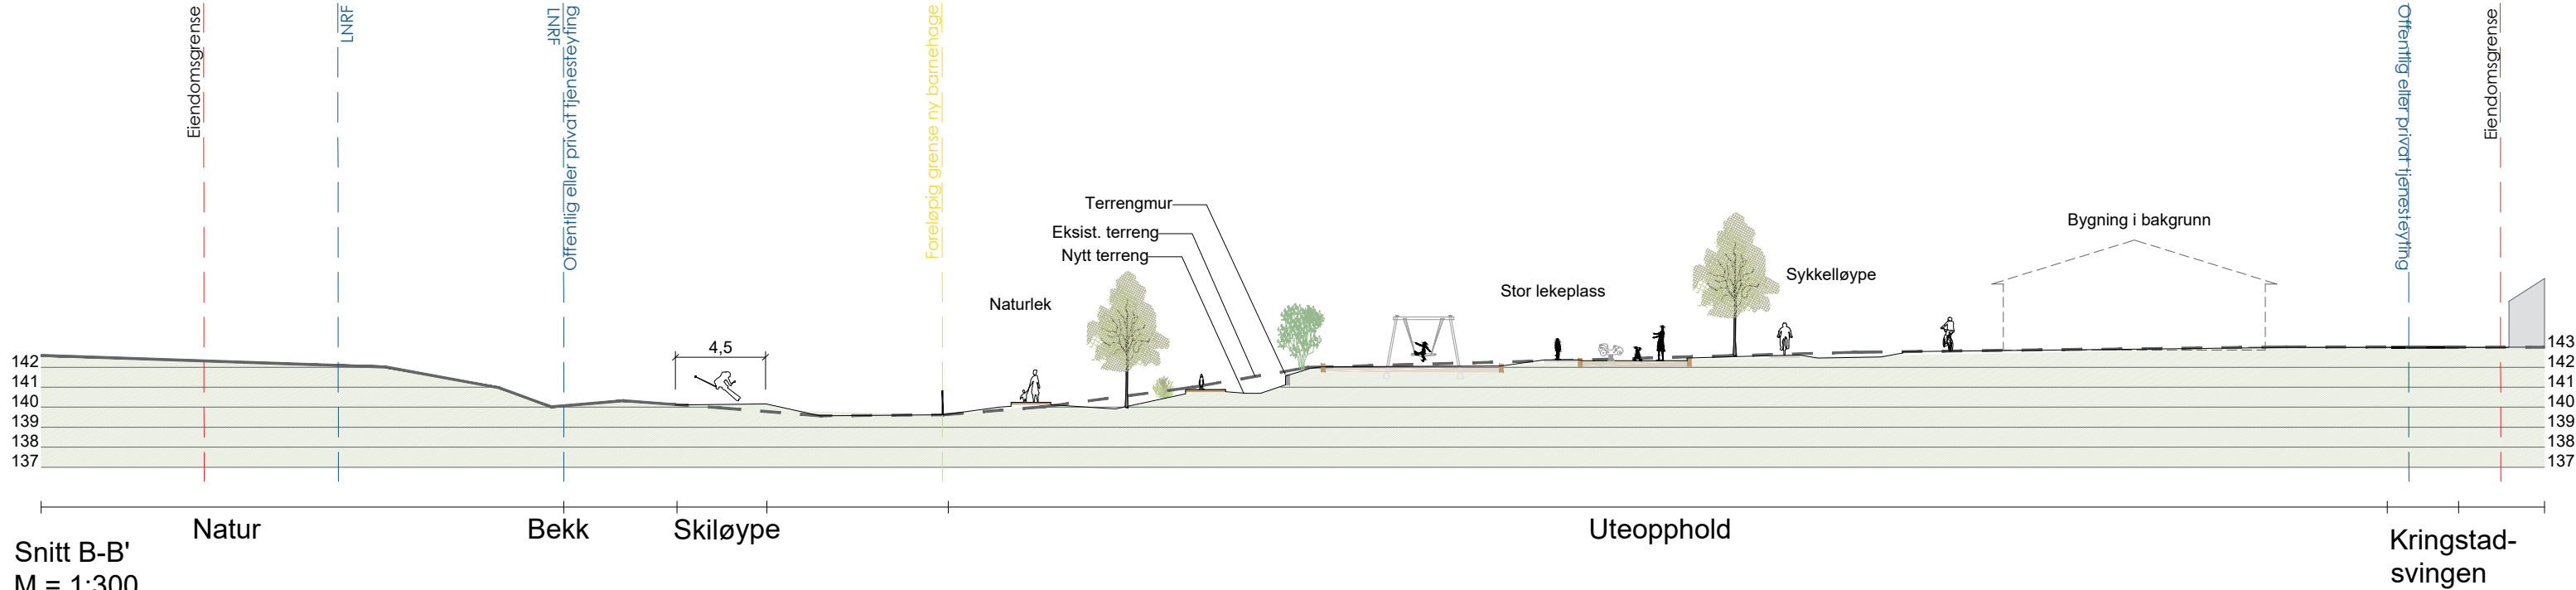 Eiendomsgrense
LNRF
LNRF
Offentlig eller privat tjenesteyting
Foreløpig grense ny barnehage
Offentlig eller privat tjenesteyting
Eiendomsgrense
Terrengmur
Eksist. terreng
Nytt terreng
Naturlek
Stor lekeplass
Sykkelløype
Bygning i bakgrunn
4,5
142
141
140
139
138
137
143
142
141
140
139
138
137
Natur
Bekk
Skiløype
Uteopphold
Kringstad-
svingen
Snitt B-B'
M = 1:300